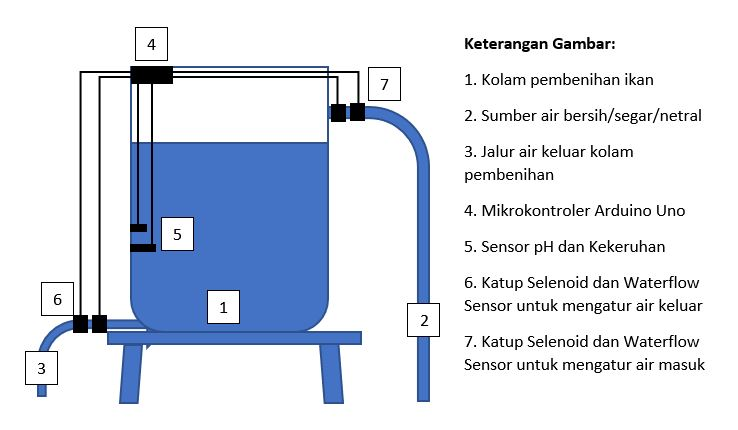 4
Keterangan Gambar:
7
1. Kolam pembenihan ikan
2. Sumber air bersih/segar/netral
3. Jalur air keluar kolam
pembenihan
4. Mikrokontroler Arduino Uno
5
5. Sensor pH dan Kekeruhan
6
6. Katup Selenoid dan Waterflow
Sensor untuk mengatur air keluar
1
2
7. Katup Selenoid dan Waterflow
Sensor untuk mengatur air masuk
3